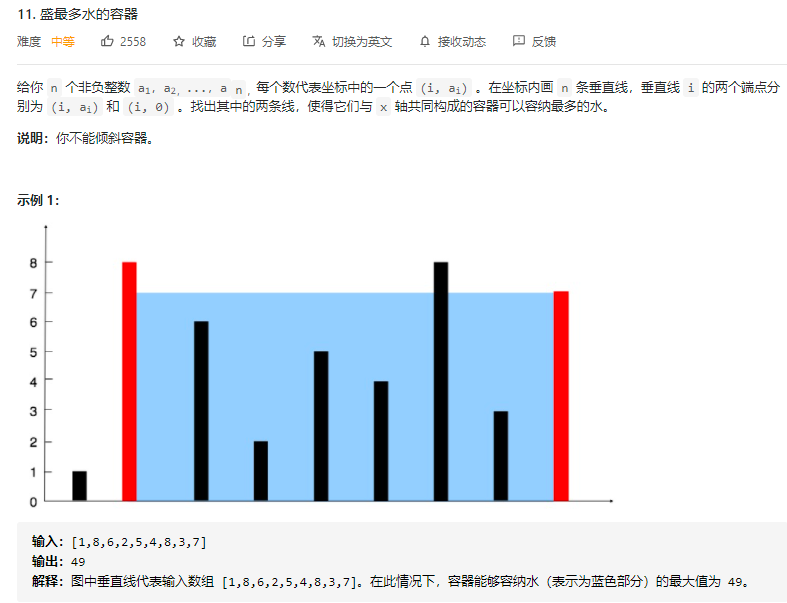 11. 盛最多水的容器
难度 中等 2558 收藏 分享 切换为英文 接收动态 反馈
给你 n 个非负整数 a1，a2，...，a n，每个数代表坐标中的一个点 (i, ai) 。在坐标内画 n 条垂直线，垂直线 i 的两个端点分
别为 (i, ai) 和 (i, 0) 。找出其中的两条线，使得它们与 x 轴共同构成的容器可以容纳最多的水。
说明：你不能倾斜容器。
示例 1：
8
7
6
5
4
3
2
1
0
输入：[1,8,6,2,5,4,8,3,7]
输出：49
解释：图中垂直线代表输入数组 [1,8,6,2,5,4,8,3,7]。在此情况下，容器能够容纳水（表示为蓝色部分）的最大值为 49。